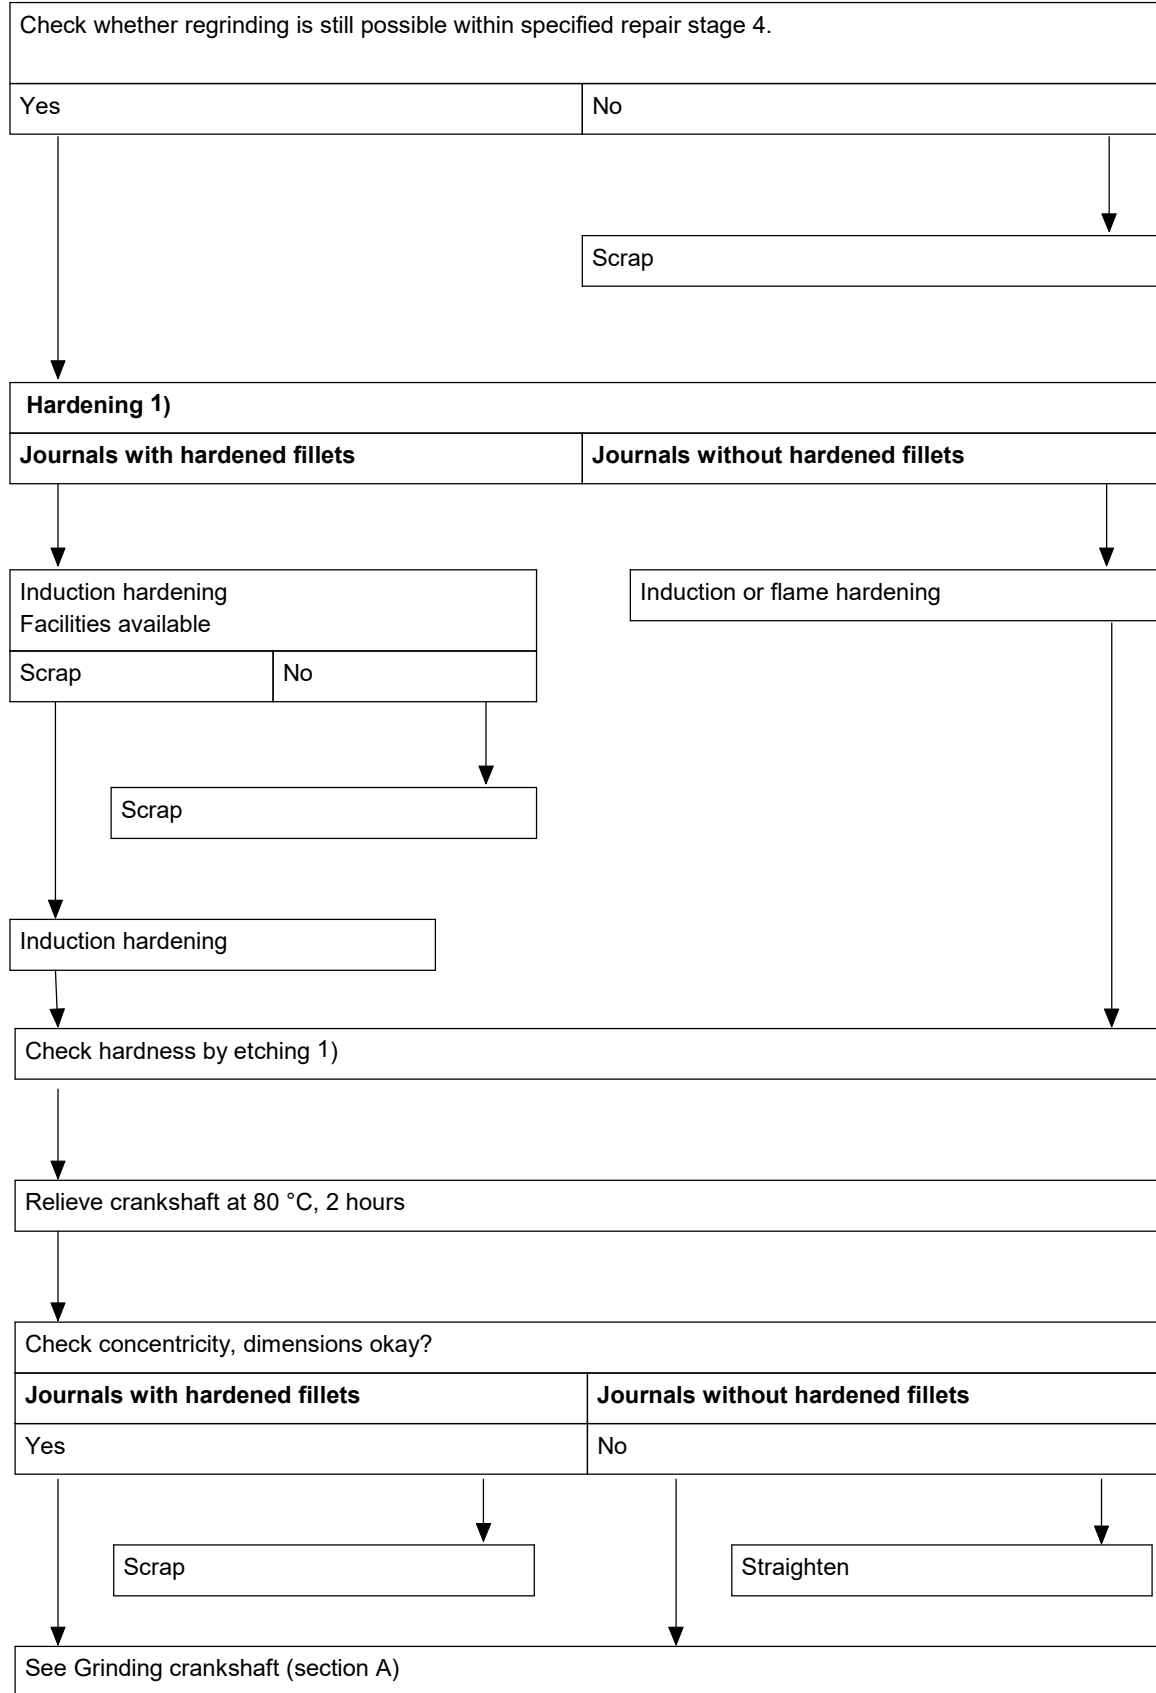 Check whether regrinding is still possible within specified repair stage 4.
Yes
No
Scrap
Hardening 1)
Journals with hardened fillets
Journals without hardened fillets
Induction hardening
Facilities available
Induction or flame hardening
Scrap
No
Scrap
Induction hardening
Check hardness by etching 1)
Relieve crankshaft at 80 °C, 2 hours
Check concentricity, dimensions okay?
Journals with hardened fillets
Journals without hardened fillets
Yes
No
Scrap
Straighten
See Grinding crankshaft (section A)